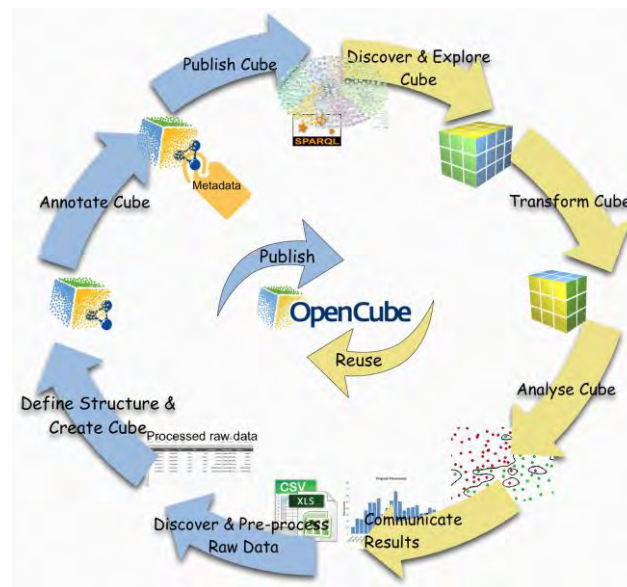 Publish Cube
Discover & Explore
Cube
SPARQL
Metadata
Annotate Cube
Transform Cube
Publish
OpenCube
Reuse
Define Structure &
Create Cube
Analyse Cube
Processed raw data
CSV
XLS
Discover & Pre-process
Raw Data
Communicate
Results